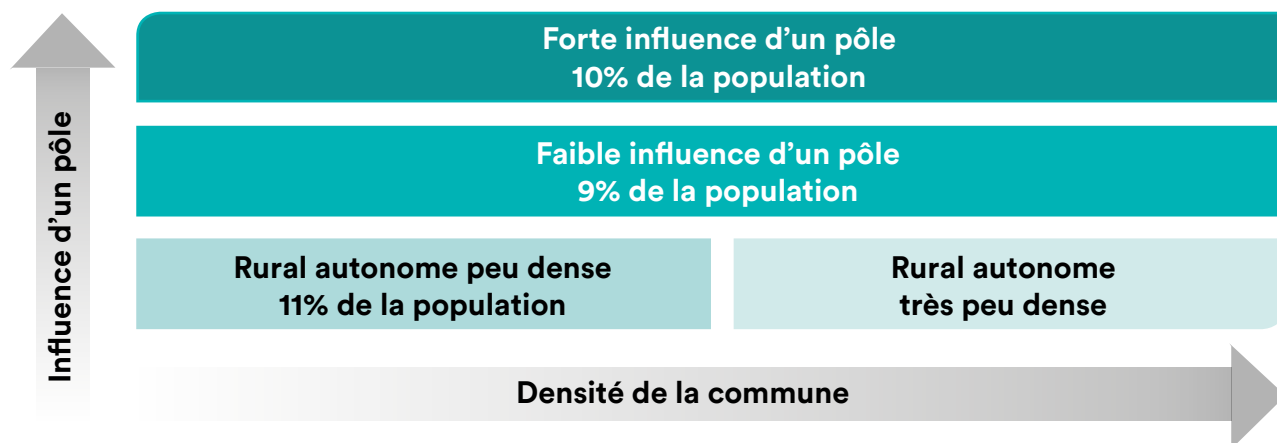 Forte influence d’un pôle
10% de la population
Faible influence d’un pôle
9% de la population
Rural autonome peu dense
11% de la population
Rural autonome
très peu dense
Influence d’un pôle
Densité de la commune